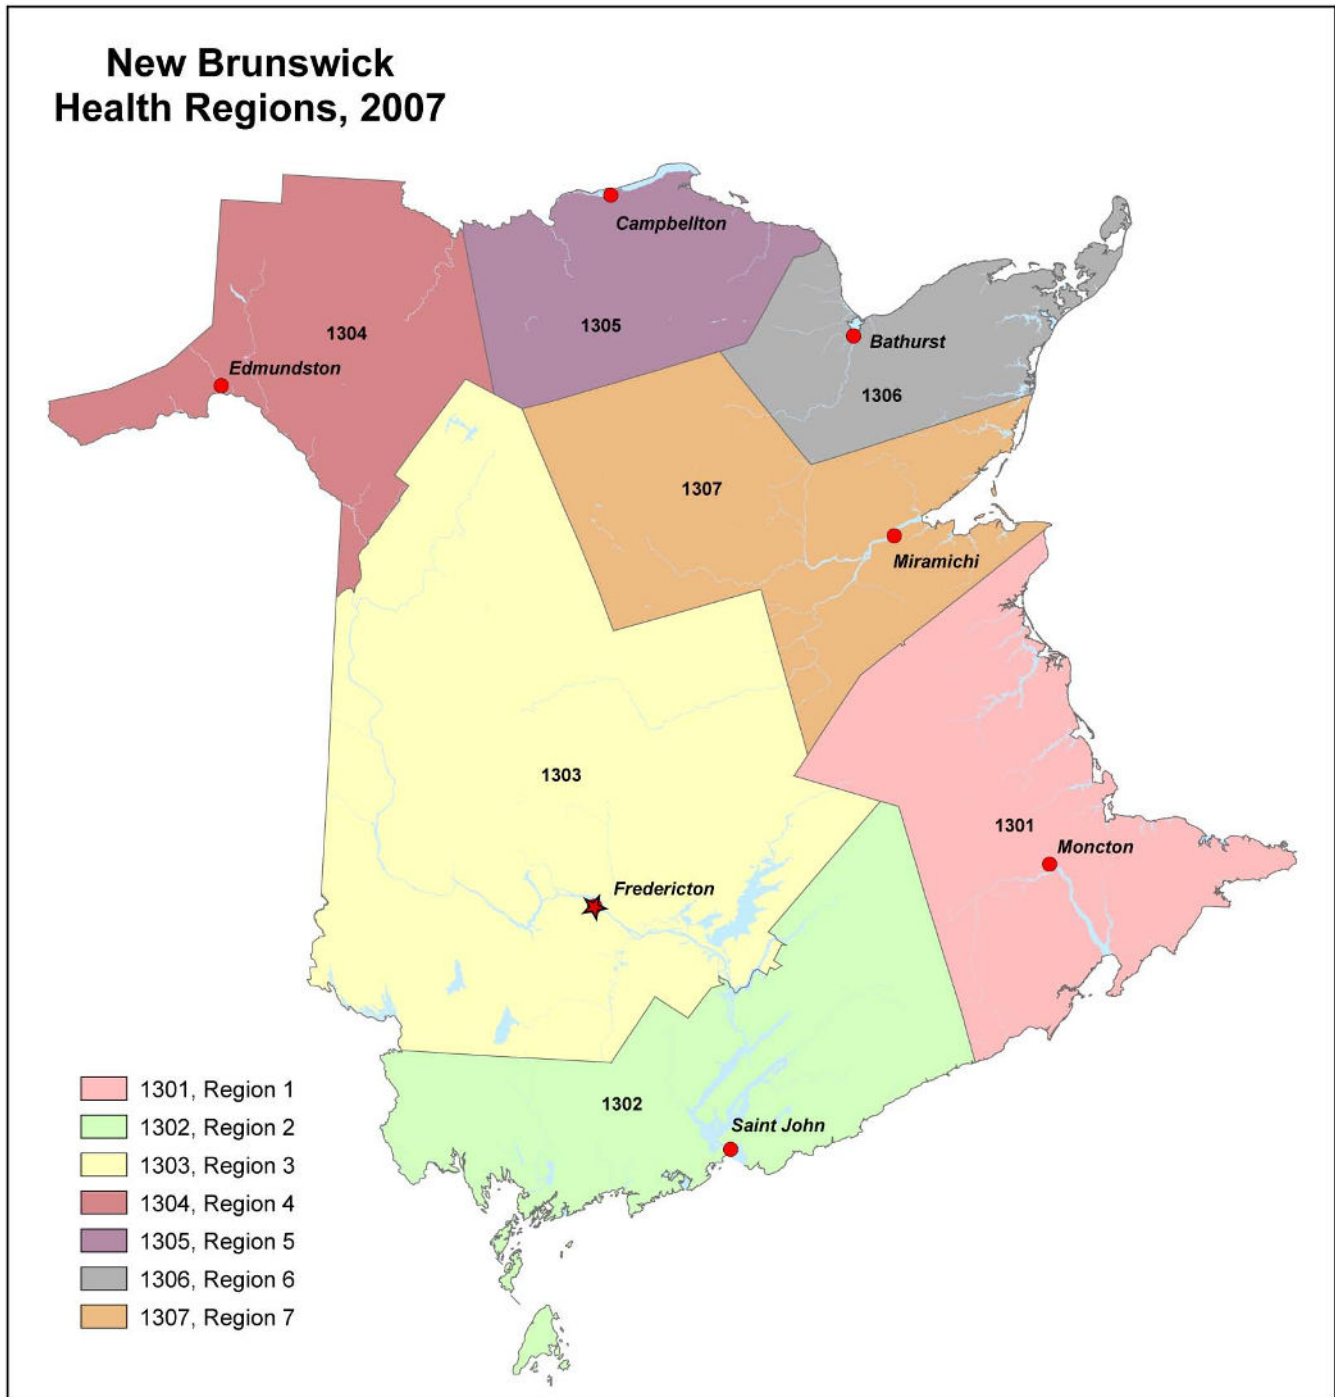 New Brunswick
Health Regions, 2007
Campbellton
1304
1305
Edmundston
Bathurst
1306
1307
Miramichi
1303
1301
Moncton
Fredericton
1302
Saint John
1301, Region 1
1302, Region 2
1303, Region 3
1304, Region 4
1305, Region 5
1306, Region 6
1307, Region 7